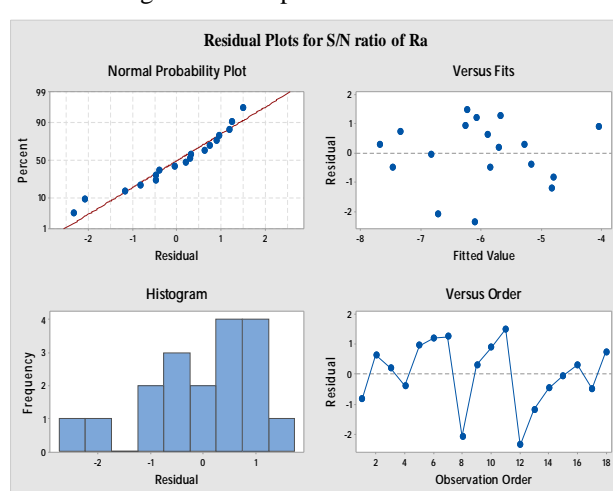 Residual Plots for S/N ratio of Ra
Normal Probability Plot
99
90
50
10
1
Percent
-2 -1 0 1 2
Residual
Versus Fits
2
1
0
-1
-2
Residual
-8 -7 -6 -5 -4
Fitted Value
Histogram
4
3
2
1
0
Frequency
-2 -1 0 1
Residual
Versus Order
2
1
0
-1
-2
Residual
2 4 6 8 10 12 14 16 18
Observation Order